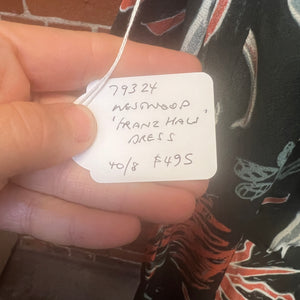 79324
WESTWOOD
'FRANZ HALS'
DRESS
40/8 £495